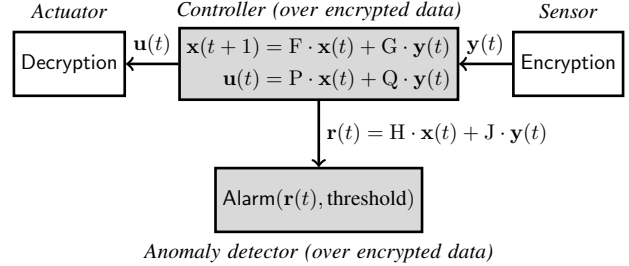 Actuator Controller (over encrypted data) Sensor
Decryption u(t) x(t + 1) = F · x(t) + G · y(t) y(t) Encryption
u(t) = P · x(t) + Q · y(t)
r(t) = H · x(t) + J · y(t)
Alarm(r(t), threshold)
Anomaly detector (over encrypted data)